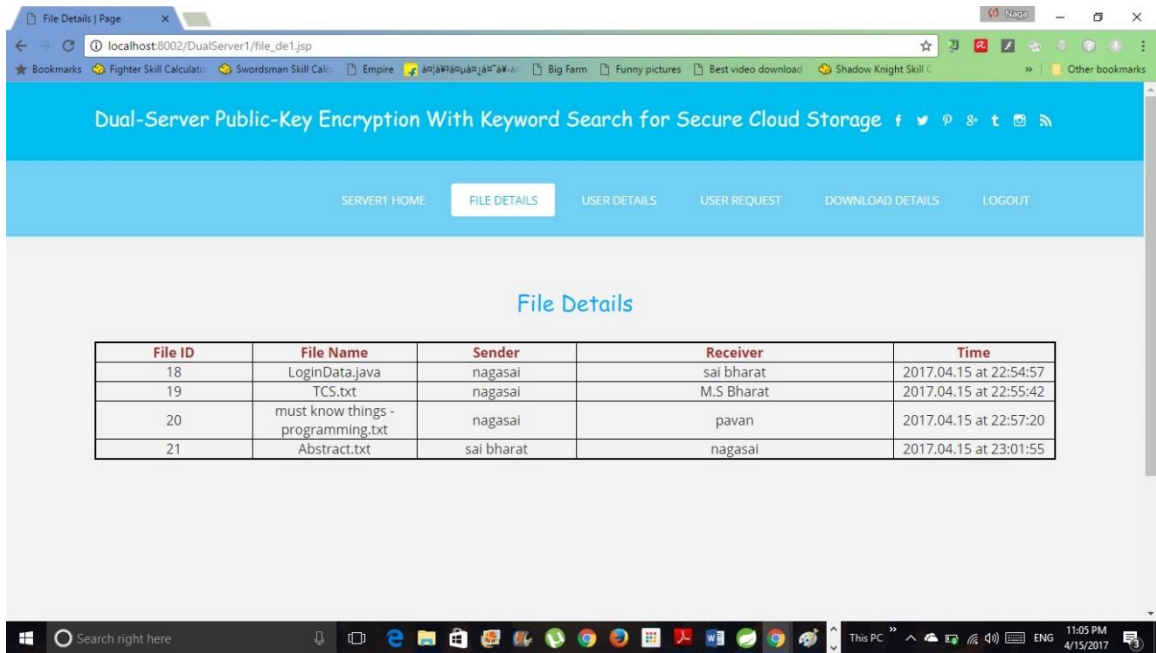 File Details | Page
Naga
localhost:8002/DualServer1/file_de1.jsp
Bookmarks Fighter Skill Calculato Swordsman Skill Calc Empire Big Farm Funny pictures Best video download Shadow Knight Skill C » Other bookmarks
Dual-Server Public-Key Encryption With Keyword Search for Secure Cloud Storage
SERVER1 HOME FILE DETAILS USER DETAILS USER REQUEST DOWNLOAD DETAILS LOGOUT
File Details
File ID File Name Sender Receiver Time
18 LoginData.java nagasai sai bharat 2017.04.15 at 22:54:57
19 TCS.txt nagasai M.S Bharat 2017.04.15 at 22:55:42
20 must know things - programming.txt nagasai pavan 2017.04.15 at 22:57:20
21 Abstract.txt sai bharat nagasai 2017.04.15 at 23:01:55
Search right here
This PC » ENG
11:05 PM
4/15/2017